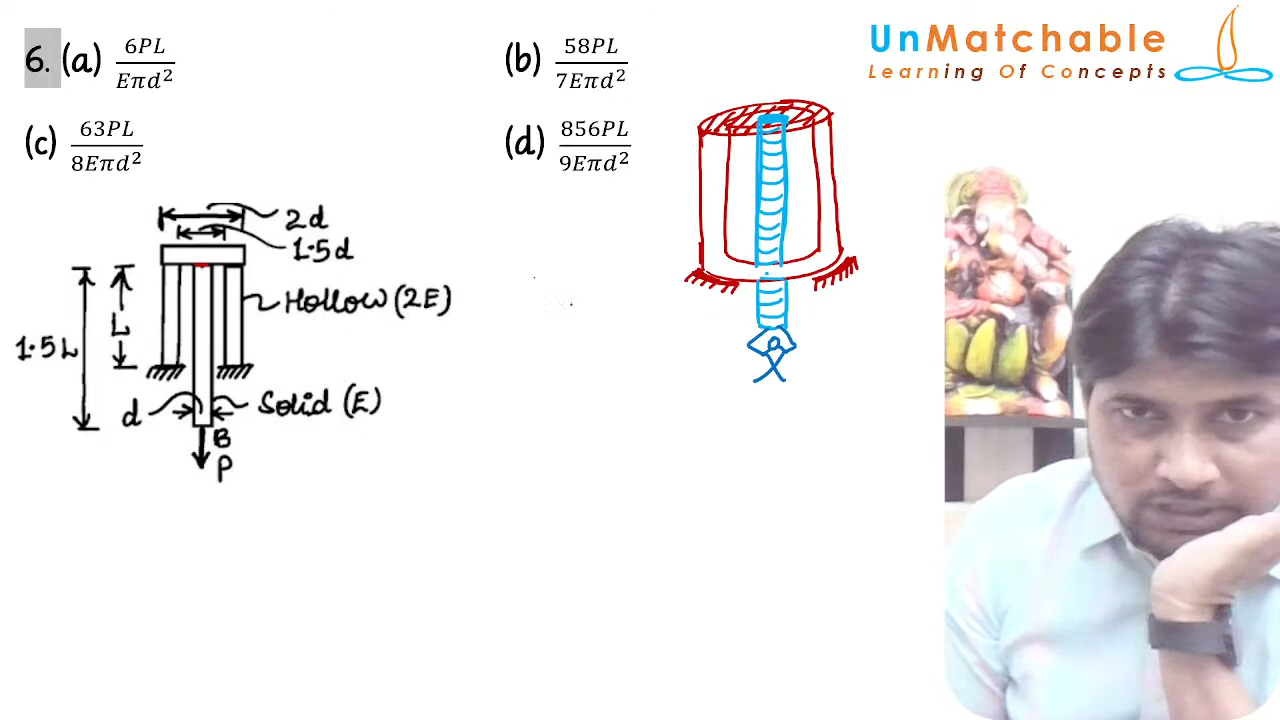 UnMatchable
Learning Of Concepts
6. (a) 6PL/Eπd²
(b) 58PL/7Eπd²
(c) 63PL/8Eπd²
(d) 856PL/9Eπd²
2d
1.5d
Hollow (2E)
L
1.5L
d
Solid (E)
B
P